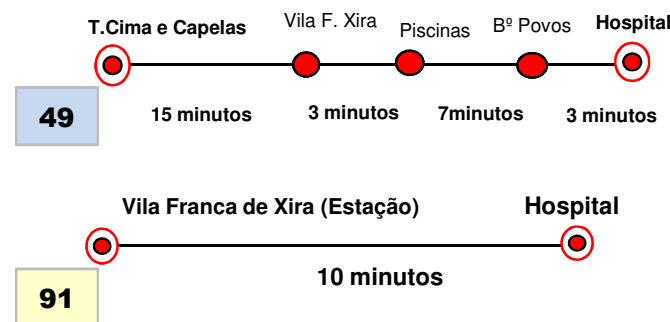 T.Cima e Capelas Vila F. Xira Piscinas Bº Povos Hospital
49 15 minutos 3 minutos 7minutos 3 minutos
Vila Franca de Xira (Estação) Hospital
10 minutos
91